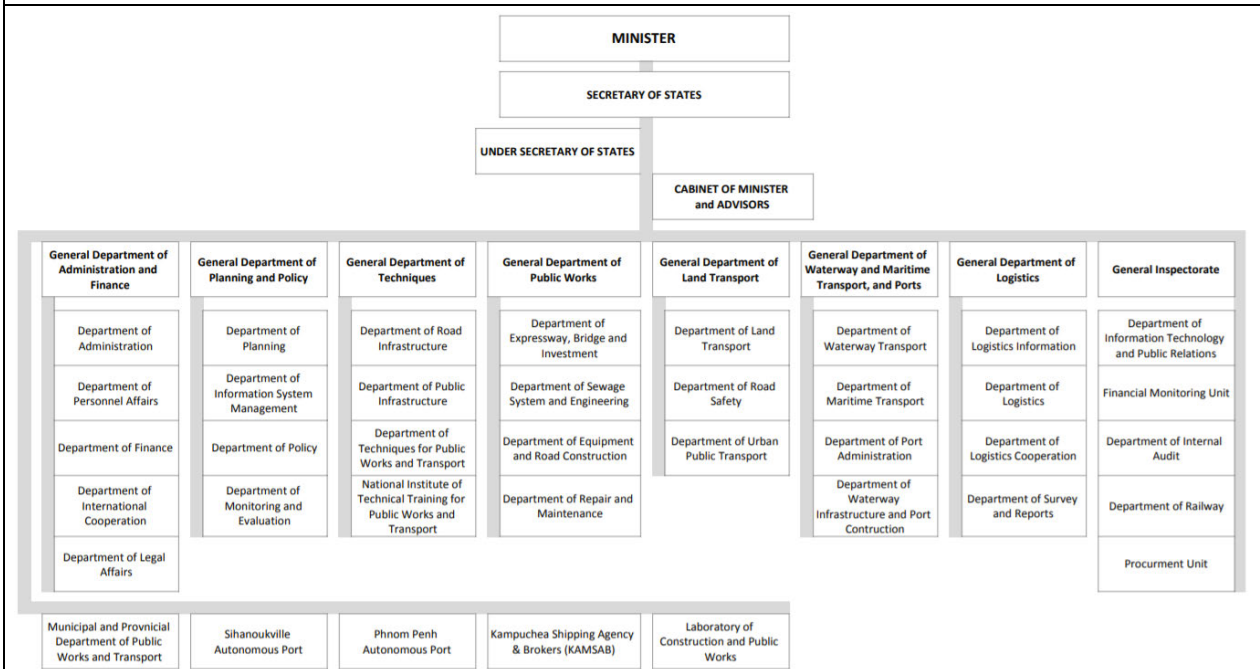 MINISTER
SECRETARY OF STATES
UNDER SECRETARY OF STATES
CABINET OF MINISTER
and ADVISORS
General Department of
Administration and
Finance
General Department of
Planning and Policy
General Department of
Techniques
General Department of
Public Works
General Department of
Land Transport
General Department of
Waterway and Maritime
Transport, and Ports
General Department of
Logistics
General Inspectorate
Department of
Administration
Department of
Personnel Affairs
Department of Finance
Department of
International
Cooperation
Department of Legal
Affairs
Department of
Planning
Department of
Information System
Management
Department of Policy
Department of
Monitoring and
Evaluation
Department of Road
Infrastructure
Department of Public
Infrastructure
Department of
Techniques for Public
Works and Transport
National Institute of
Technical Training for
Public Works and
Transport
Department of
Expressway, Bridge and
Investment
Department of Sewage
System and Engineering
Department of Equipment
and Road Construction
Department of Repair and
Maintenance
Department of Land
Transport
Department of Road
Safety
Department of Urban
Public Transport
Department of
Waterway Transport
Department of
Maritime Transport
Department of Port
Administration
Department of
Waterway
Infrastructure and Port
Contruction
Department of
Logistics Information
Department of
Logistics
Department of
Logistics Cooperation
Department of Survey
and Reports
Department of
Information Technology
and Public Relations
Financial Monitoring Unit
Department of Internal
Audit
Department of Railway
Procurment Unit
Municipal and Provnicial
Department of Public
Works and Transport
Sihanoukville
Autonomous Port
Phnom Penh
Autonomous Port
Kampuchea Shipping Agency
& Brokers (KAMSAB)
Laboratory of
Construction and Public
Works